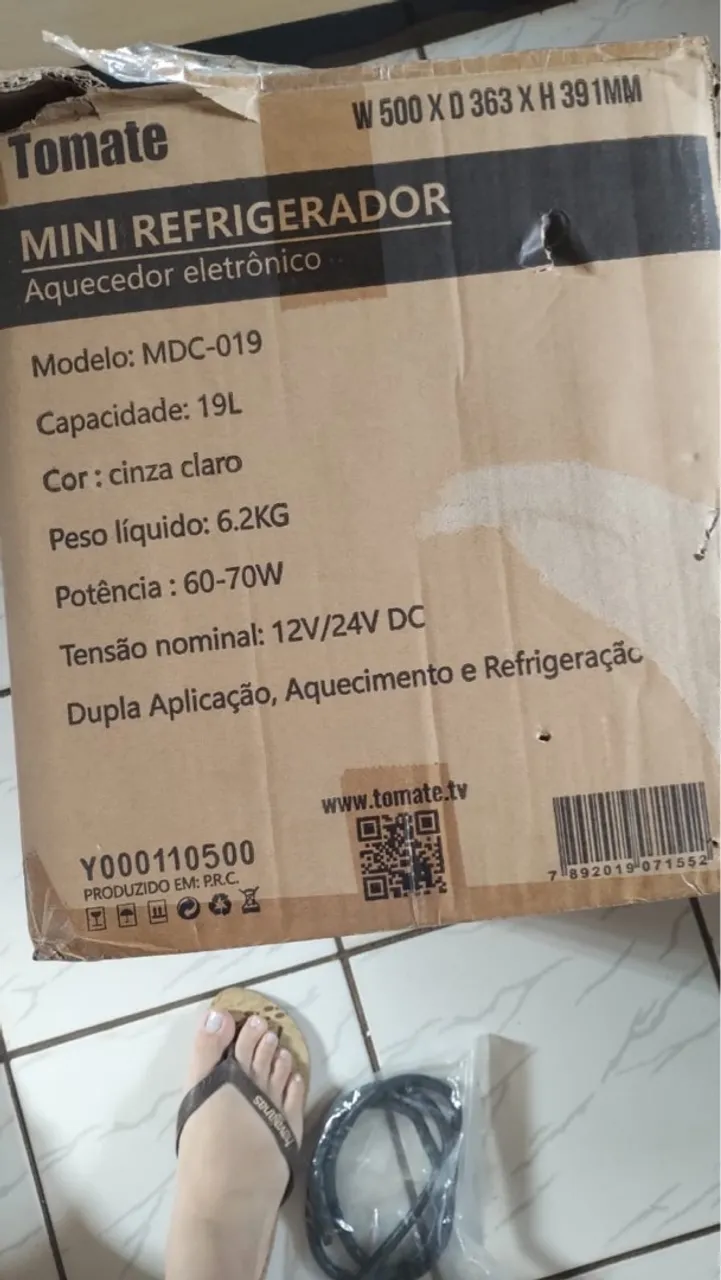 Tomate
W 500 X D 363 X H 391MM
MINI REFRIGERADOR
Aquecedor eletrônico
Modelo: MDC-019
Capacidade: 19L
Cor : cinza claro
Peso líquido: 6.2KG
Potência : 60-70W
Tensão nominal: 12V/24V DC
Dupla Aplicação, Aquecimento e Refrigeração
www.tomate.tv
Y000110500
PRODUZIDO EM: P.R.C.
7 892019 071552
havaianas